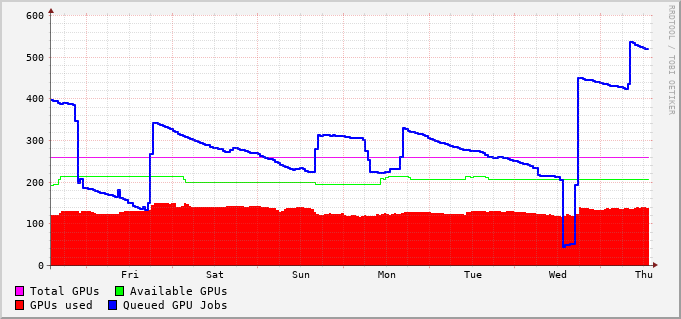 600
500
400
300
200
100
0
Fri Sat Sun Mon Tue Wed Thu
Total GPUs Available GPUs
GPUs used Queued GPU Jobs
RRDTOOL / TOBI OETIKER